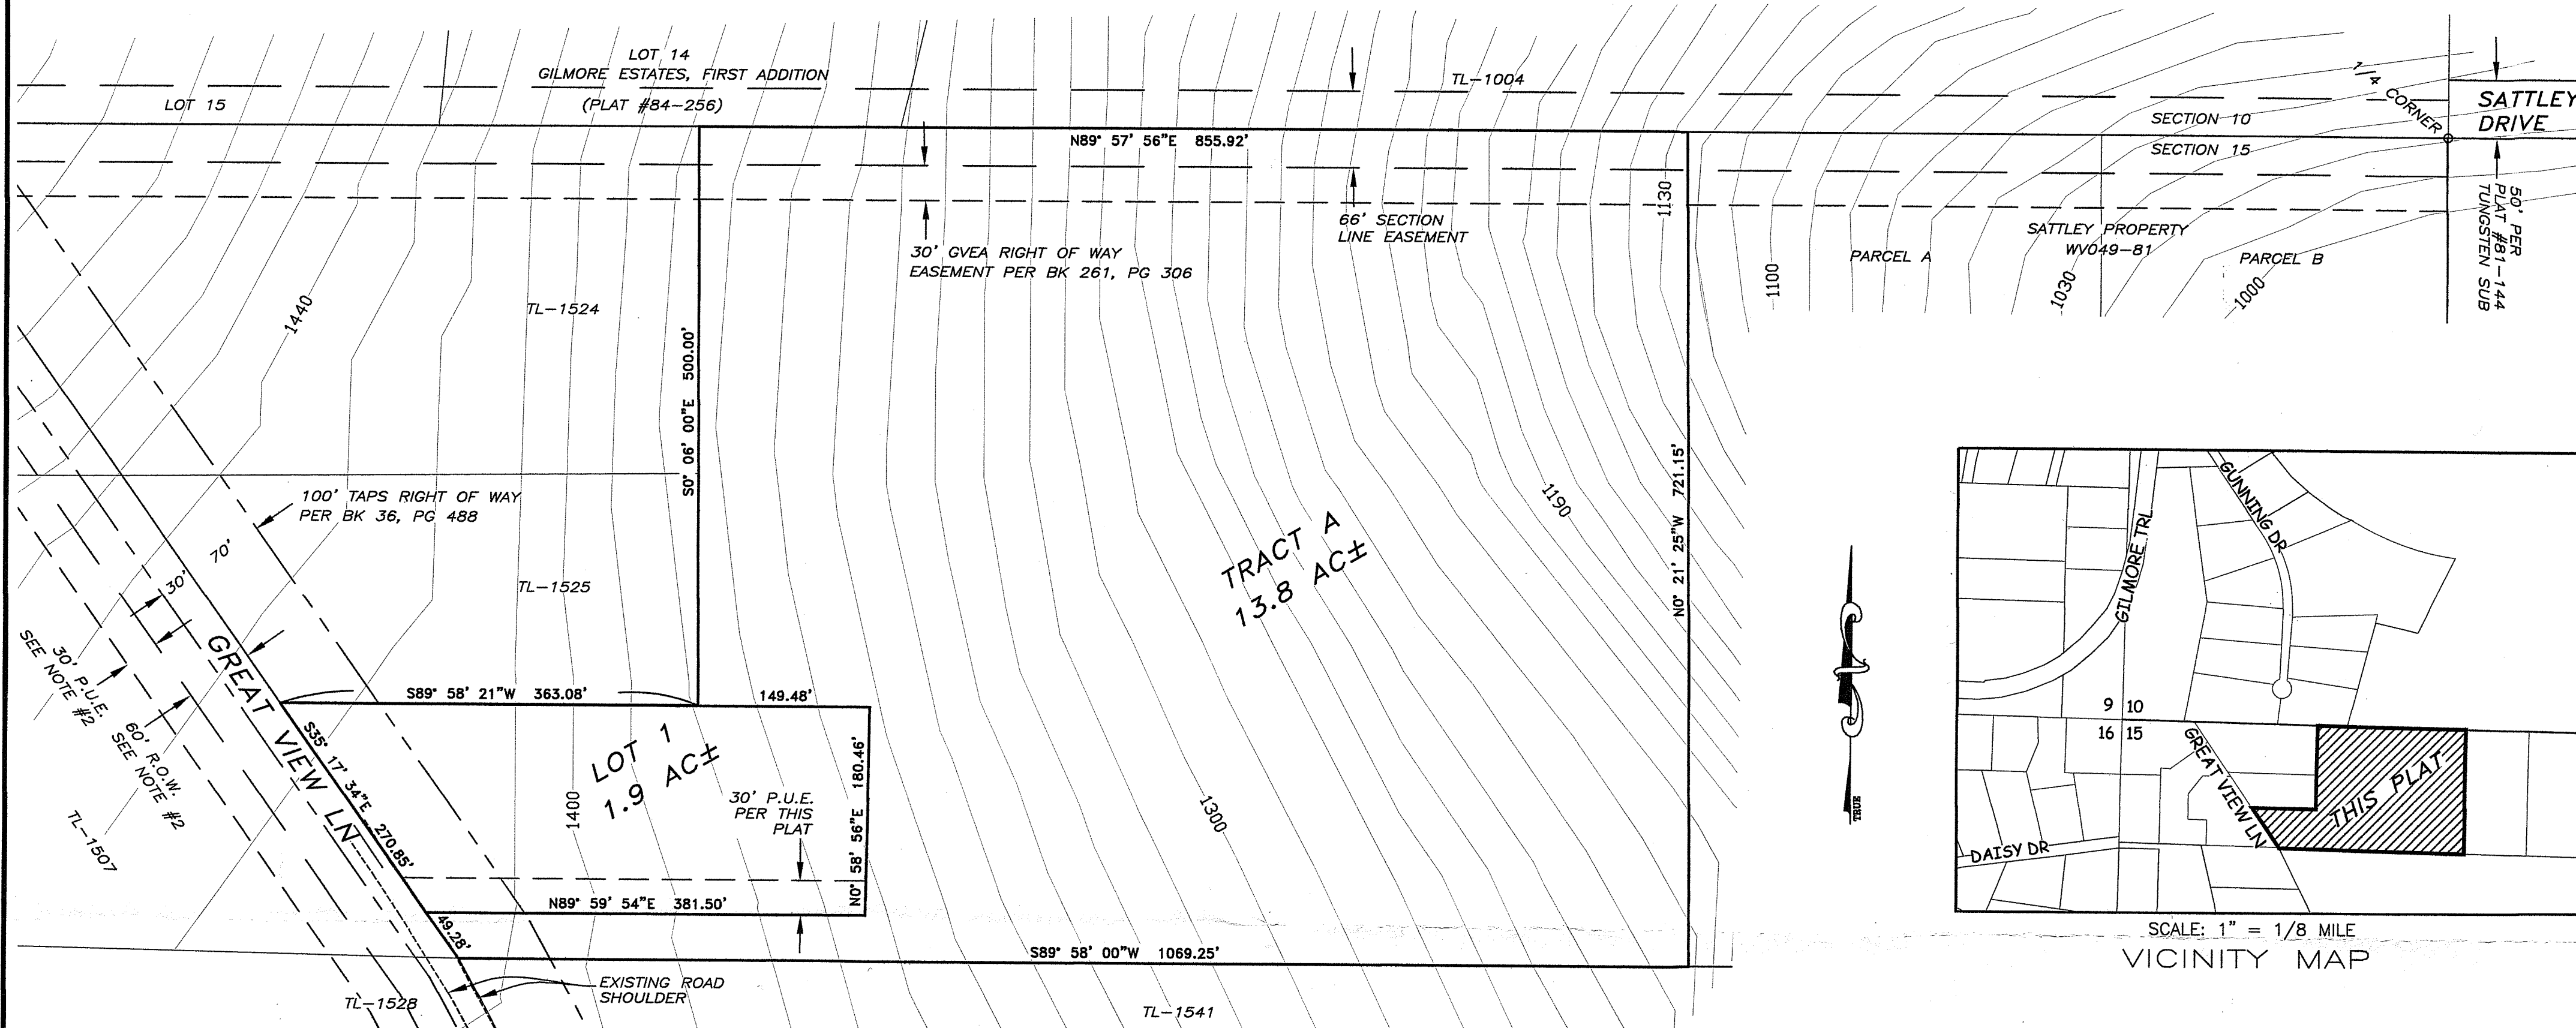 LOT 14
GILMORE ESTATES, FIRST ADDITION
(PLAT #84-256)
LOT 15
TL-1004
1/4 CORNER
SATTLEY
DRIVE
SECTION 10
SECTION 15
N89° 57' 56"E 855.92'
66' SECTION
LINE EASEMENT
30' GVEA RIGHT OF WAY
EASEMENT PER BK 261, PG 306
1130
1100
PARCEL A
SATTLEY PROPERTY
WV049-81
1030
PARCEL B
1000
50' PER
PLAT #81-144
TUNGSTEN SUB
1440
TL-1524
S0° 06' 00"E 500.00'
100' TAPS RIGHT OF WAY
PER BK 36, PG 488
70'
30'
TL-1525
TRACT A
13.8 AC±
1190
N0° 21' 25"W 721.15'
30' P.U.E.
SEE NOTE #2
60' R.O.W.
SEE NOTE #2
GREAT VIEW LN
S89° 58' 21"W 363.08'
149.48'
S35° 17' 34"E 270.85'
LOT 1
1.9 AC±
1400
30' P.U.E.
PER THIS
PLAT
N0° 58' 56"E 180.46'
N89° 59' 54"E 381.50'
49.28'
1300
TL-1507
S89° 58' 00"W 1069.25'
EXISTING ROAD
SHOULDER
TL-1528
TL-1541
TRUE
GUNNING DR
GILMORE TRL
9 10
16 15
GREAT VIEW LN
THIS PLAT
DAISY DR
SCALE: 1" = 1/8 MILE
VICINITY MAP